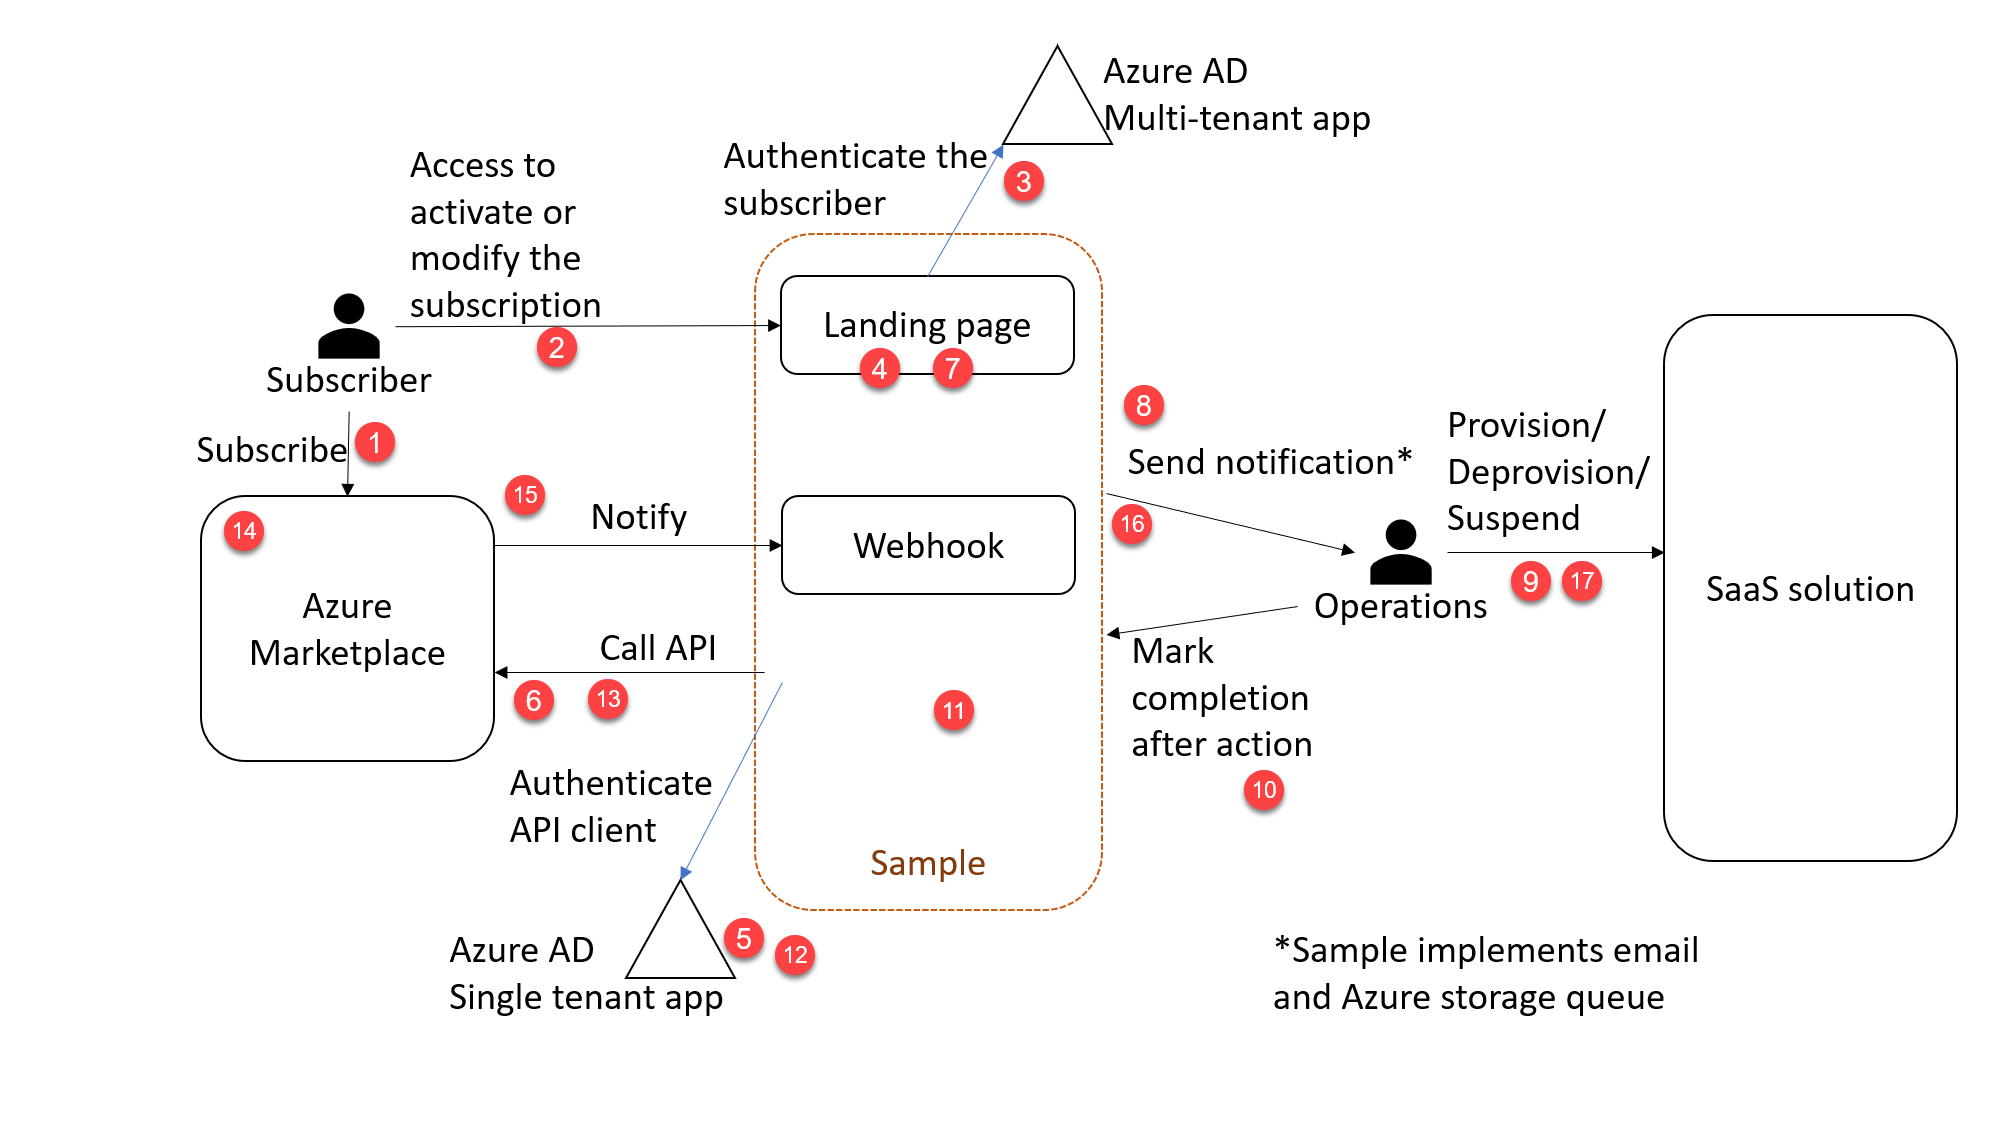 Azure AD
Multi-tenant app
Authenticate the
subscriber
3
Access to
activate or
modify the
subscription
2
Landing page
4
7
Subscriber
Subscribe
1
8
Send notification*
16
Provision/
Deprovision/
Suspend
9
17
15
Notify
Webhook
14
Azure
Marketplace
Operations
SaaS solution
Call API
6
13
11
Mark
completion
after action
10
Authenticate
API client
Sample
5
12
Azure AD
Single tenant app
*Sample implements email
and Azure storage queue